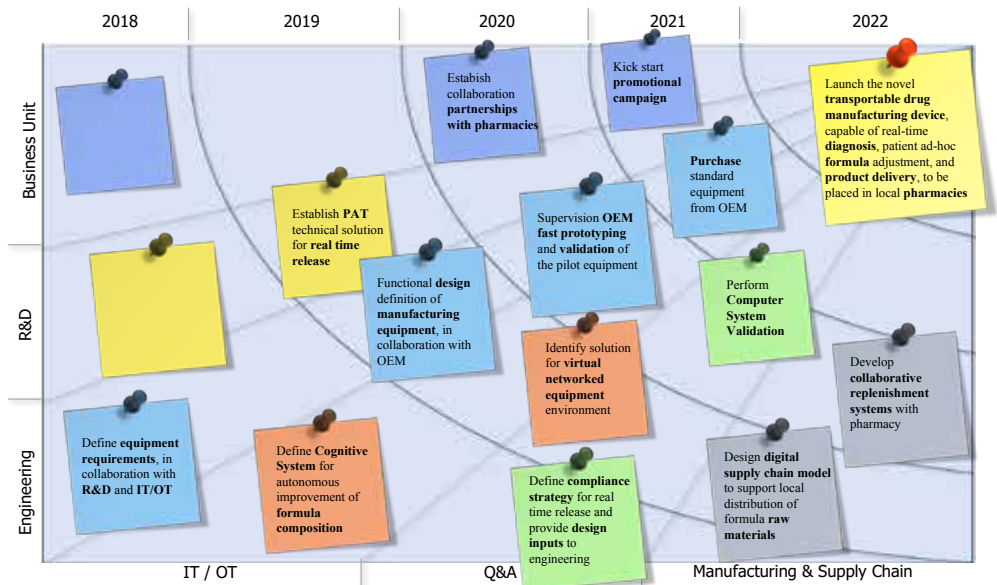 2018
2019
2020
2021
2022
Business Unit
R&D
Engineering
Estabish
collaboration
partnerships
with pharmacies
Kick start
promotional
campaign
Launch the novel
transportable drug
manufacturing device,
capable of real-time
diagnosis, patient ad-hoc
formula adjustment, and
product delivery, to be
placed in local pharmacies
Purchase
standard
equipment
from OEM
Establish PAT
technical solution
for real time
release
Supervision OEM
fast prototyping
and validation of
the pilot equipment
Functional design
definition of
manufacturing
equipment, in
collaboration with
OEM
Perform
Computer
System
Validation
Identify solution
for virtual
networked
equipment
environment
Develop
collaborative
replenishment
systems with
pharmacy
Define equipment
requirements, in
collaboration with
R&D and IT/OT
Define Cognitive
System for
autonomous
improvement of
formula
composition
Define compliance
strategy for real
time release and
provide design
inputs to
engineering
Design digital
supply chain model
to support local
distribution of
formula raw
materials
IT / OT
Q&A
Manufacturing & Supply Chain